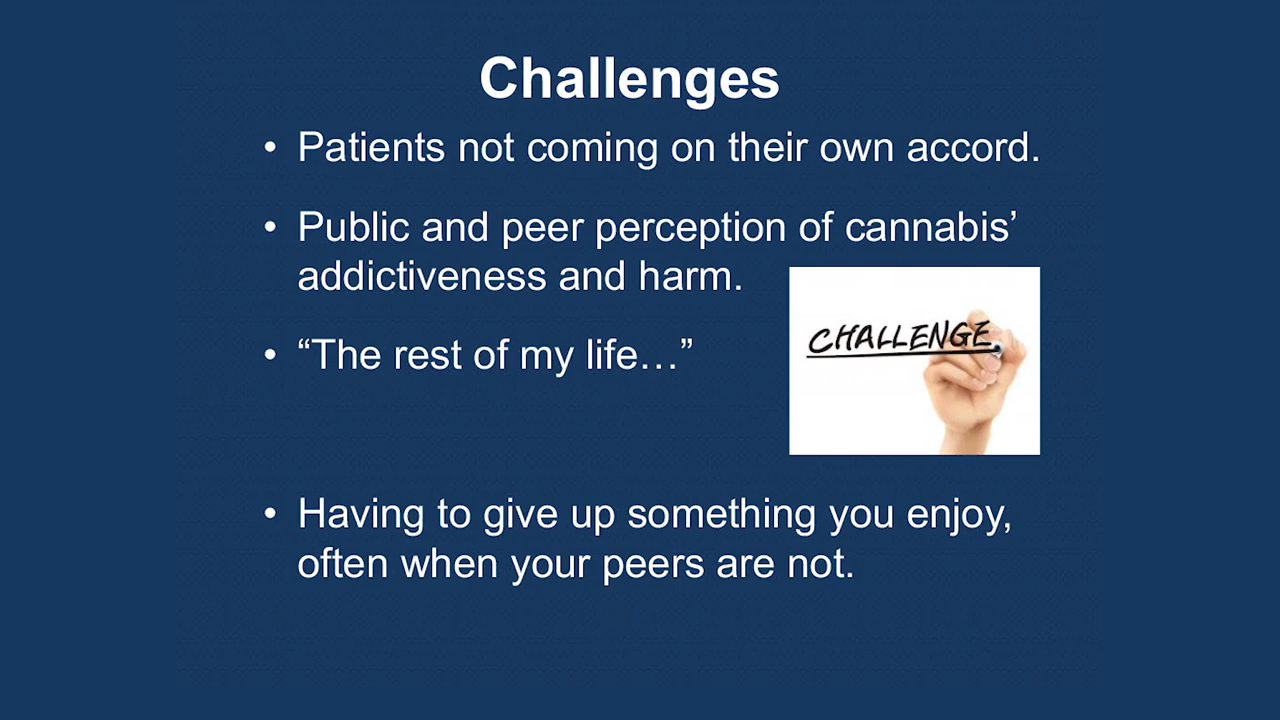 Challenges
• Patients not coming on their own accord.
• Public and peer perception of cannabis’
addictiveness and harm.
CHALLENGE
• “The rest of my life…”
• Having to give up something you enjoy,
often when your peers are not.